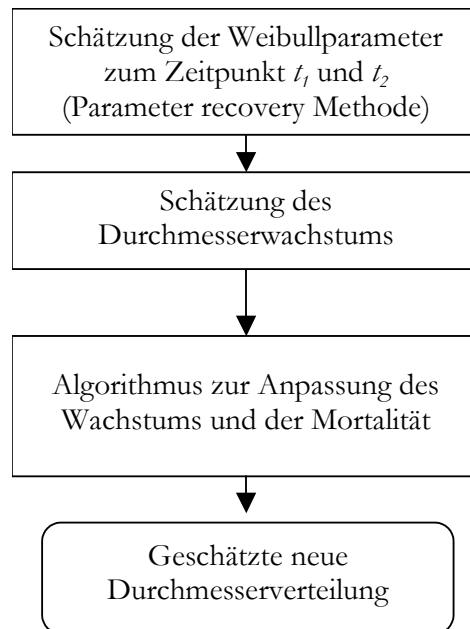 Schätzung der Weibullparameter
zum Zeitpunkt t1 und t2
(Parameter recovery Methode)
Schätzung des
Durchmesserwachstums
Algorithmus zur Anpassung des
Wachstums und der Mortalität
Geschätzte neue
Durchmesserverteilung